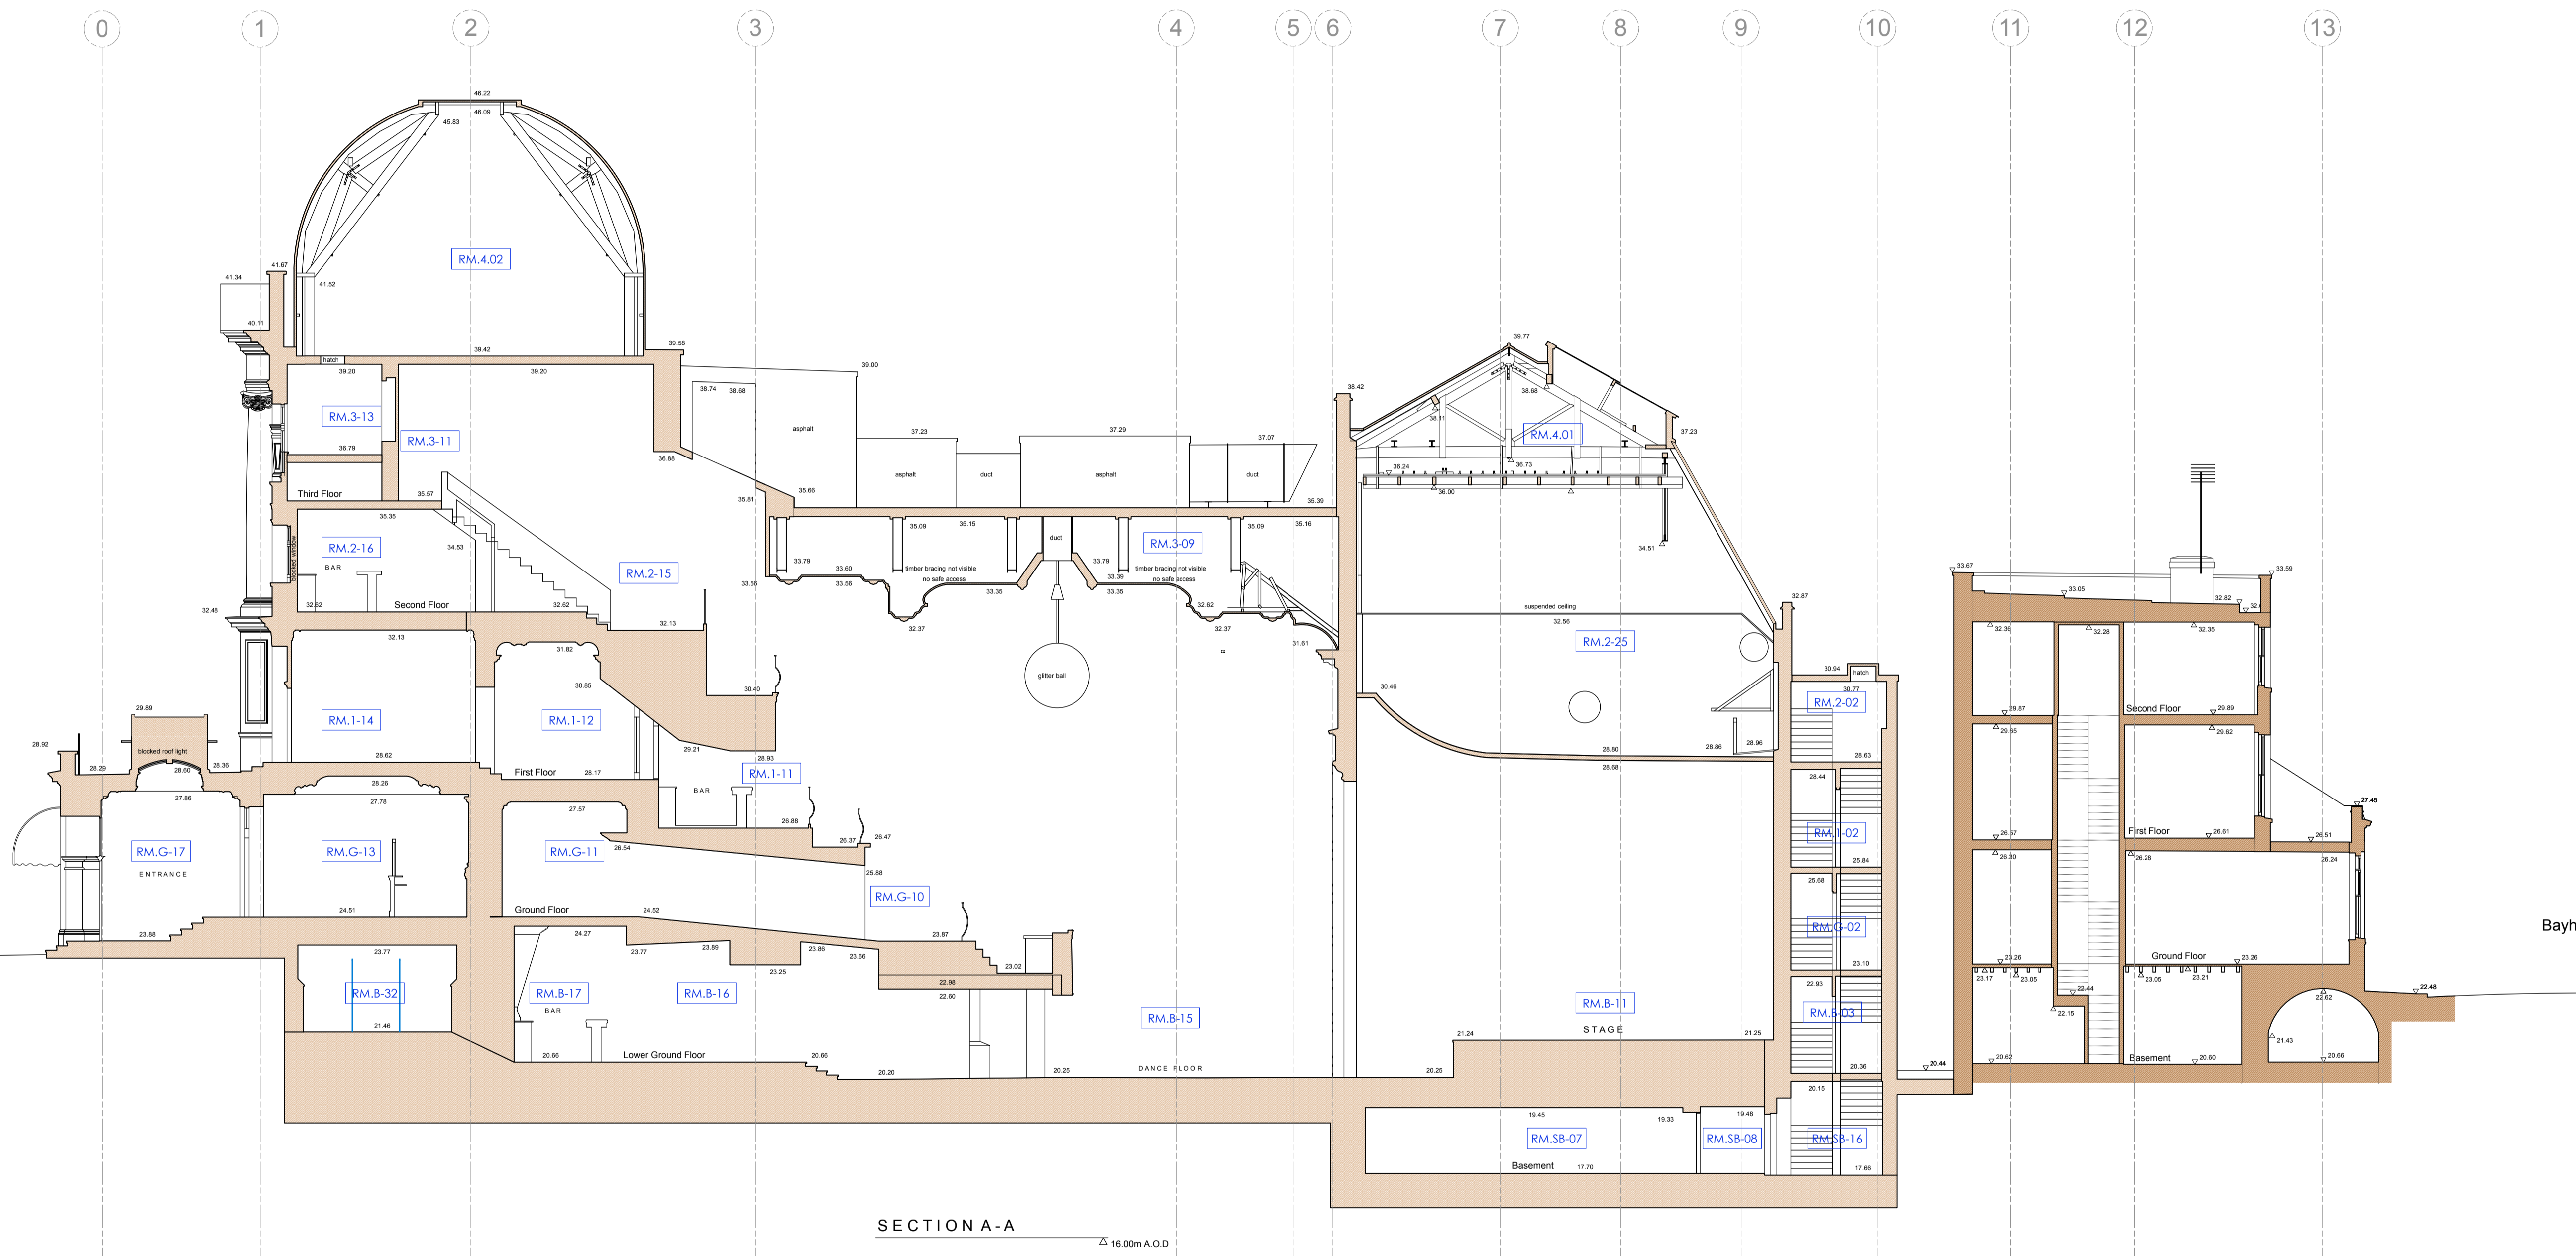 0 1 2 3 4 5 6 7 8 9 10 11 12 13
46.22
46.09
45.83
RM.4.02
41.67
41.34
41.52
40.11
39.42
39.58
hatch
39.20
39.20
39.00
38.74
38.68
asphalt
RM.3-13
RM.3-11
36.79
36.88
37.23
37.29
37.07
asphalt
duct
asphalt
duct
Third Floor
35.57
35.81
35.66
35.39
39.77
38.42
38.68
38.11
RM.4.01
37.23
36.24
36.73
36.00
34.51
35.35
34.53
blocked window
RM.2-16
BAR
32.62
Second Floor
32.62
RM.2-15
32.13
33.56
35.09
35.15
duct
35.09
35.16
RM.3-09
33.79
33.60
33.56
timber bracing not visible
no safe access
33.35
33.79
33.39
33.35
timber bracing not visible
no safe access
32.62
32.37
32.37
31.61
glitter ball
suspended ceiling
32.56
RM.2-25
32.87
30.46
28.80
28.86
28.96
28.68
30.94
hatch
30.77
RM.2-02
28.63
32.48
32.13
31.82
30.85
30.40
RM.1-14
RM.1-12
28.62
First Floor
28.17
29.21
28.93
RM.1-11
BAR
26.88
26.37
26.47
29.89
28.92
blocked roof light
28.29
28.60
28.36
27.86
28.26
27.78
27.57
RM.G-17
ENTRANCE
RM.G-13
RM.G-11
26.54
25.88
RM.G-10
23.88
24.51
Ground Floor
24.52
23.87
23.02
24.27
23.77
23.77
23.89
23.25
23.86
23.66
22.98
22.60
RM.B-32
21.46
RM.B-17
BAR
RM.B-16
20.66
Lower Ground Floor
20.66
20.20
20.25
RM.B-15
DANCE FLOOR
20.25
RM.B-11
STAGE
21.24
21.25
28.44
RM.1-02
25.84
25.68
RM.G-02
23.10
22.93
RM.B-03
20.36
20.15
20.44
19.45
19.33
19.48
RM.SB-07
RM.SB-08
RM.SB-16
Basement
17.70
17.66
33.67
33.05
32.82
33.59
32.36
32.28
32.35
Second Floor
29.87
29.89
29.65
29.62
First Floor
26.57
26.61
26.51
27.45
26.30
26.28
26.24
Ground Floor
23.26
23.26
23.17
23.05
23.05
23.21
22.44
22.15
22.62
22.48
21.43
20.62
Basement
20.60
20.66
Bayh
SECTION A-A
16.00m A.O.D